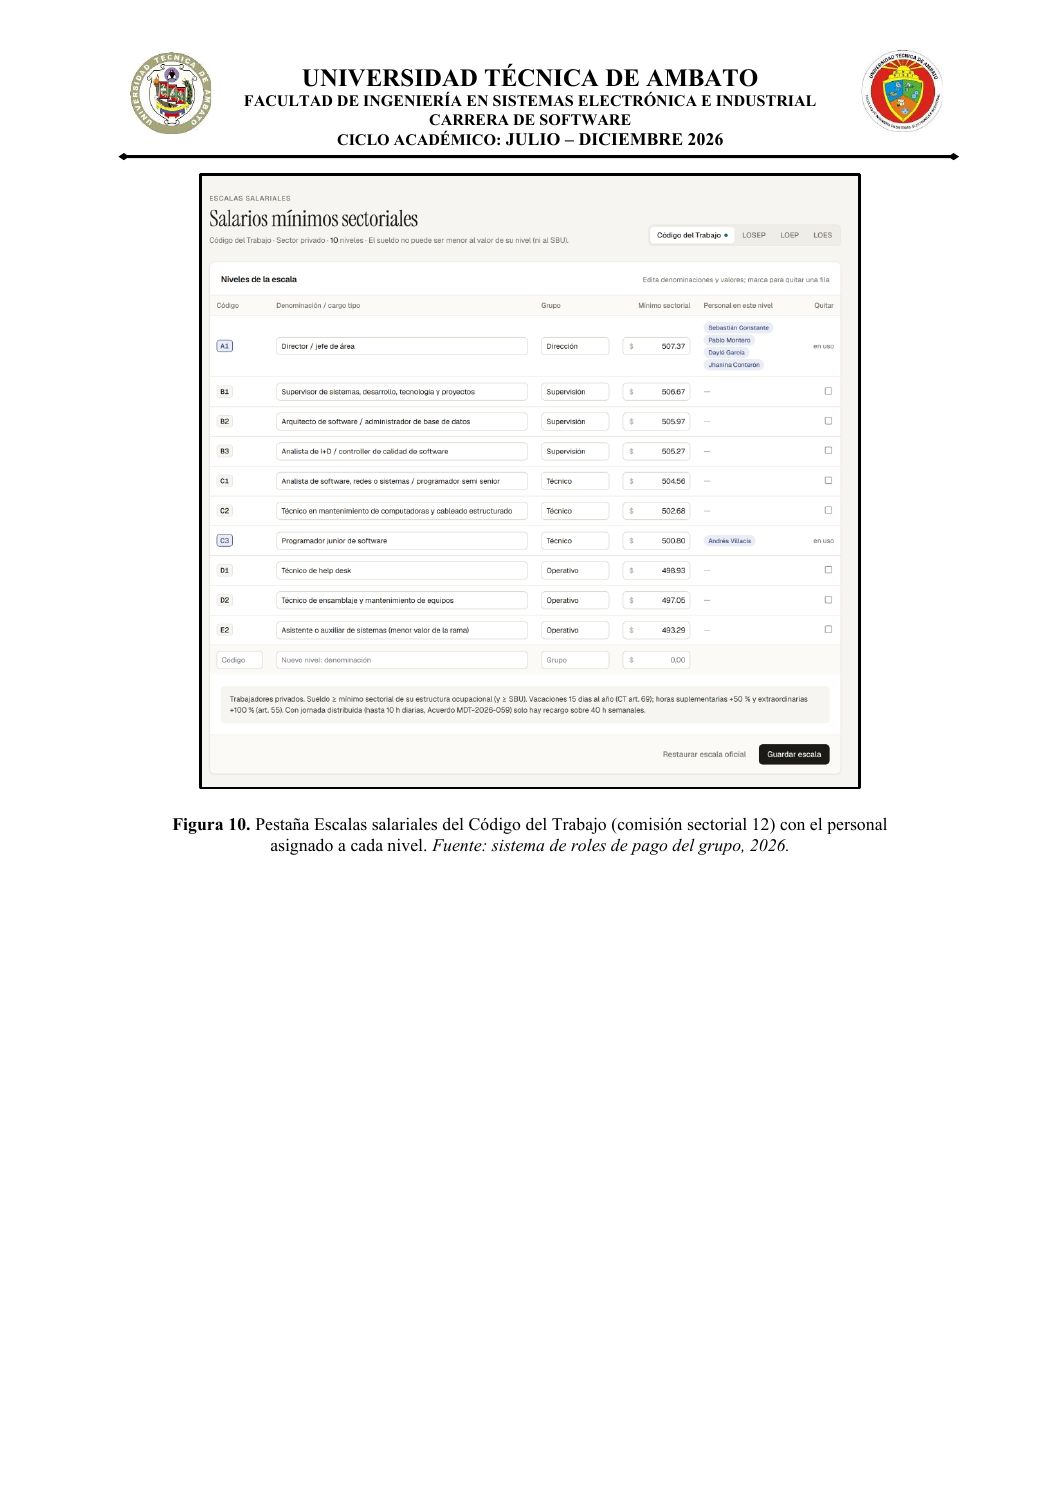 UNIVERSIDAD TÉCNICA DE AMBATO
FACULTAD DE INGENIERÍA EN SISTEMAS ELECTRÓNICA E INDUSTRIAL
CARRERA DE SOFTWARE
CICLO ACADÉMICO: JULIO – DICIEMBRE 2026
UNIVERSIDAD TÉCNICA DE AMBATO
ESCALAS SALARIALES
Salarios mínimos sectoriales
Código del Trabajo · Sector privado · 10 niveles · El sueldo no puede ser menor al valor de su nivel (ni al SBU).
Código del Trabajo LOSEP LOEP LOES
Niveles de la escala Edita denominaciones y valores; marca para quitar una fila
Código Denominación / cargo tipo Grupo Mínimo sectorial Personal en este nivel Quitar
A1 Director / jefe de área Dirección $ 507.37 Sebastián Constante Pablo Montero Daylé García Jhanina Conterón en uso
B1 Supervisor de sistemas, desarrollo, tecnología y proyectos Supervisión $ 506.67 —
B2 Arquitecto de software / administrador de base de datos Supervisión $ 505.97 —
B3 Analista de I+D / controller de calidad de software Supervisión $ 505.27 —
C1 Analista de software, redes o sistemas / programador semi senior Técnico $ 504.56 —
C2 Técnico en mantenimiento de computadoras y cableado estructurado Técnico $ 502.68 —
C3 Programador junior de software Técnico $ 500.80 Andrés Villacís en uso
D1 Técnico de help desk Operativo $ 498.93 —
D2 Técnico de ensamblaje y mantenimiento de equipos Operativo $ 497.05 —
E2 Asistente o auxiliar de sistemas (menor valor de la rama) Operativo $ 493.29 —
Código Nuevo nivel: denominación Grupo $ 0,00
Trabajadores privados. Sueldo ≥ mínimo sectorial de su estructura ocupacional (y ≥ SBU). Vacaciones 15 días al año (CT art. 69); horas suplementarias +50 % y extraordinarias
+100 % (art. 55). Con jornada distribuida (hasta 10 h diarias, Acuerdo MDT-2026-059) solo hay recargo sobre 40 h semanales.
Restaurar escala oficial Guardar escala
Figura 10. Pestaña Escalas salariales del Código del Trabajo (comisión sectorial 12) con el personal
asignado a cada nivel. Fuente: sistema de roles de pago del grupo, 2026.